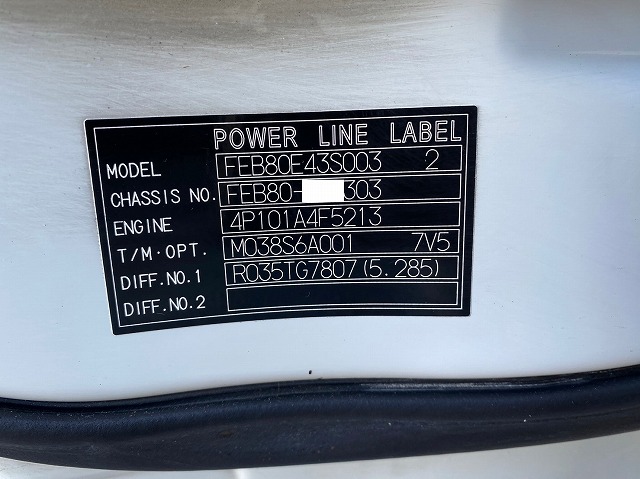 POWER LINE LABEL
MODEL FEB80E43S003 2
CHASSIS NO. FEB80- 303
ENGINE 4P101A4F5213
T/M·OPT. M038S6A001 7V5
DIFF.NO.1 R035TG7807(5.285)
DIFF.NO.2